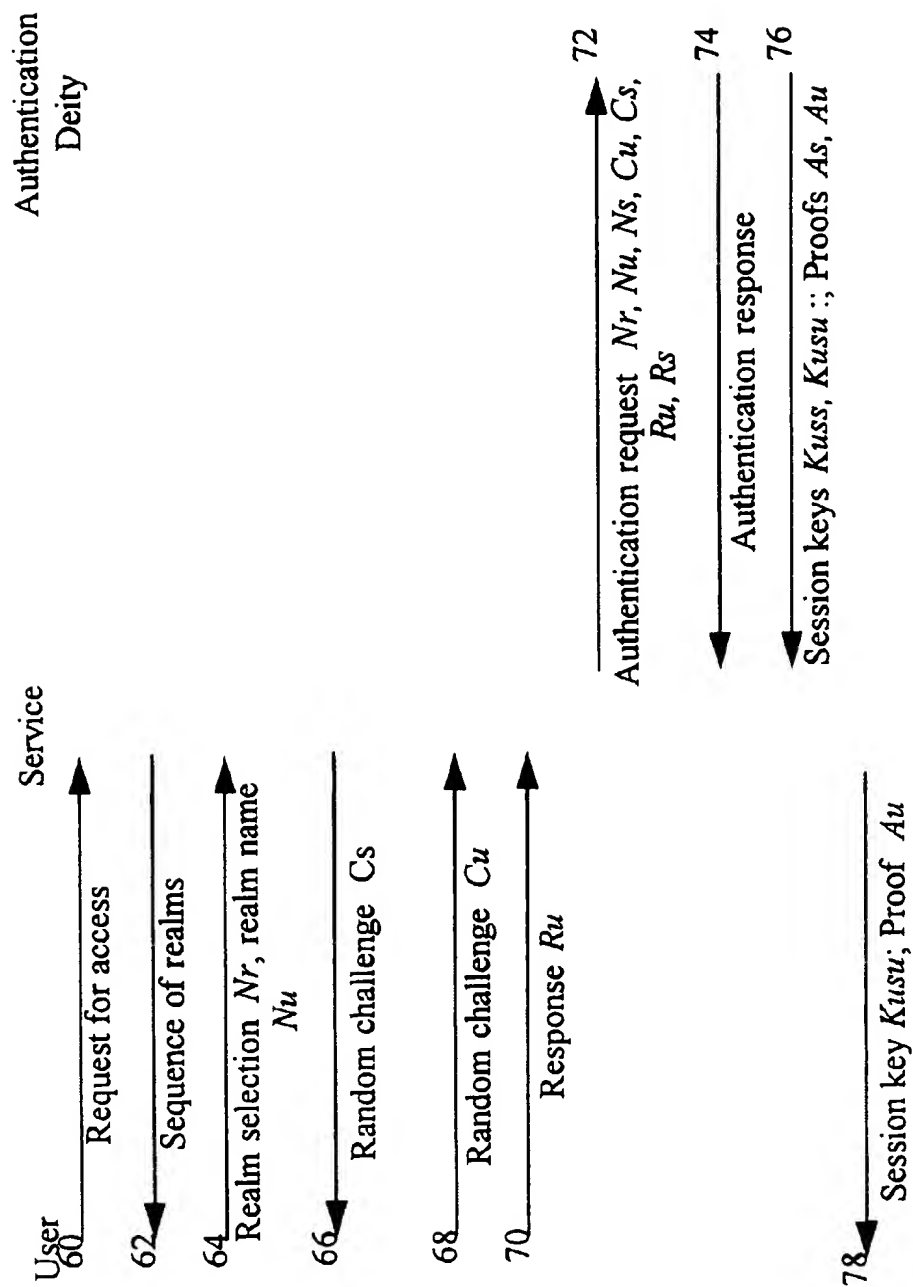 User
Service
Authentication
Deity
60
Request for access
62
Sequence of realms
64
Realm selection Nr, realm name
Nu
66
Random challenge Cs
68
Random challenge Cu
70
Response Ru
72
Authentication request Nr, Nu, Ns, Cu, Cs,
Ru, Rs
74
Authentication response
76
Session keys Kuss, Kusu :; Proofs As, Au
78
Session key Kusu; Proof Au